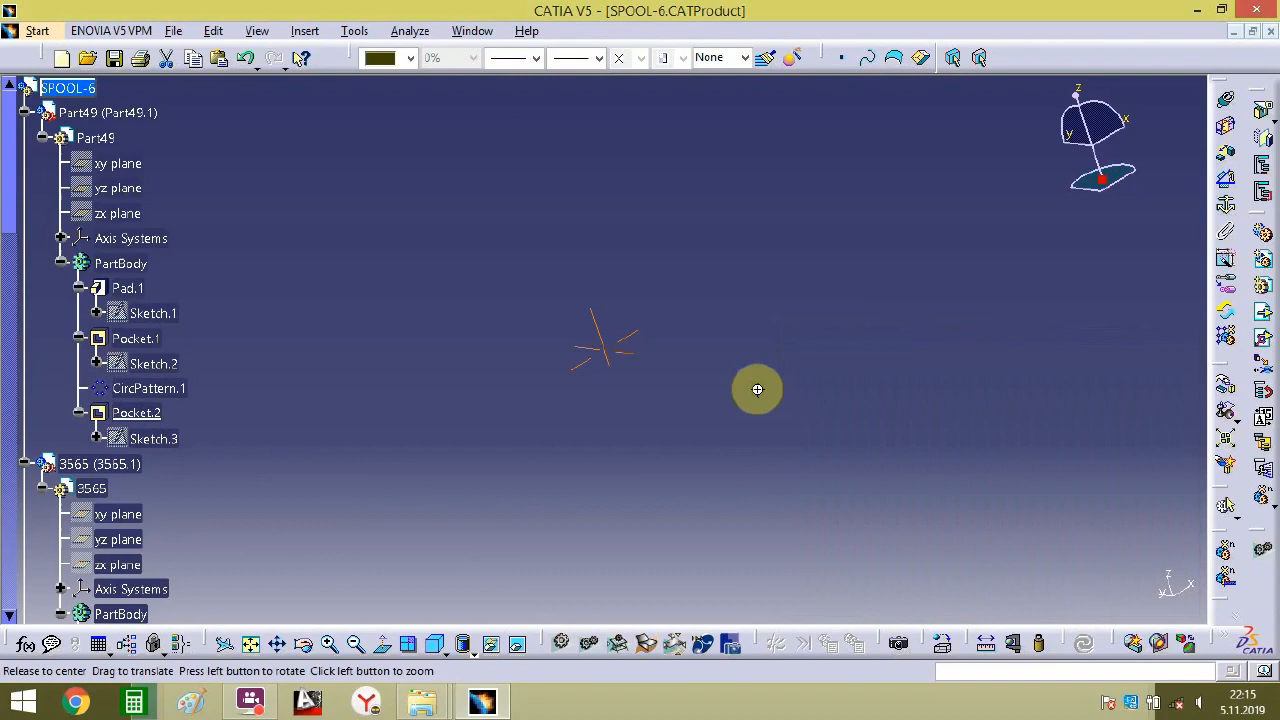 CATIA V5 - [SPOOL-6.CATProduct]
Start ENOVIA V5 VPM File Edit View Insert Tools Analyze Window Help
0% None
SPOOL-6
Part49 (Part49.1)
Part49
xy plane
yz plane
zx plane
Axis Systems
PartBody
Pad.1
Sketch.1
Pocket.1
Sketch.2
CircPattern.1
Pocket.2
Sketch.3
3565 (3565.1)
3565
xy plane
yz plane
zx plane
Axis Systems
PartBody
z
x
y
z
x
y
f(x)
CATIA
Release to center Drag to translate Press left button to rotate Click left button to zoom
22:15
5.11.2019